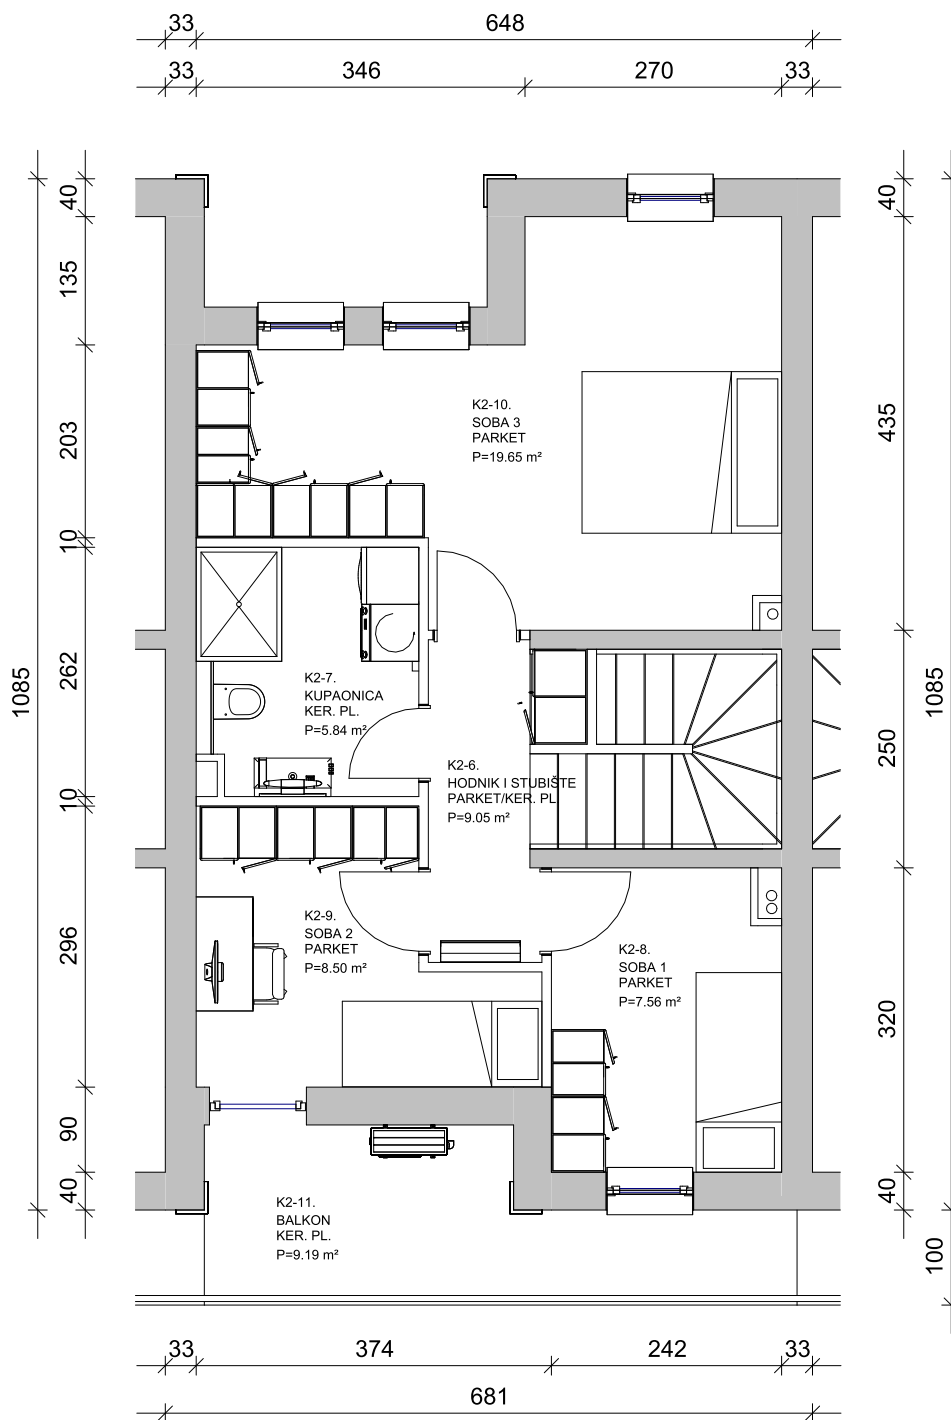 33
648
33
346
270
33
40
135
203
10
262
10
296
90
40
1085
40
435
250
320
40
1085
100
K2-10.
SOBA 3
PARKET
P=19.65 m²
K2-7.
KUPAONICA
KER. PL.
P=5.84 m²
K2-6.
HODNIK I STUBIŠTE
PARKET/KER. PL.
P=9.05 m²
K2-9.
SOBA 2
PARKET
P=8.50 m²
K2-8.
SOBA 1
PARKET
P=7.56 m²
K2-11.
BALKON
KER. PL.
P=9.19 m²
33
374
242
33
681